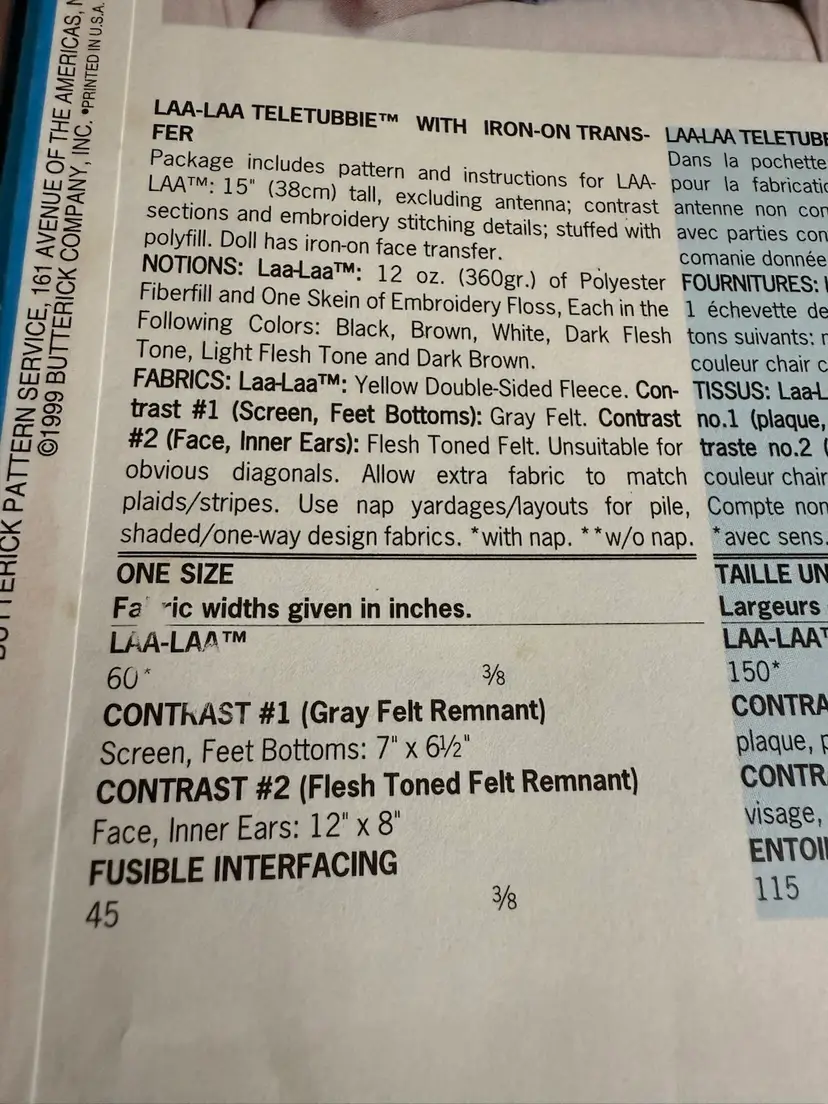 BUTTERICK PATTERN SERVICE, 161 AVENUE OF THE AMERICAS,
©1999 BUTTERICK COMPANY, INC. •PRINTED IN U.S.A.
LAA-LAA TELETUBBIE™ WITH IRON-ON TRANS-
FER
Package includes pattern and instructions for LAA-
LAA™: 15" (38cm) tall, excluding antenna; contrast
sections and embroidery stitching details; stuffed with
polyfill. Doll has iron-on face transfer.
NOTIONS: Laa-Laa™: 12 oz. (360gr.) of Polyester
Fiberfill and One Skein of Embroidery Floss, Each in the
Following Colors: Black, Brown, White, Dark Flesh
Tone, Light Flesh Tone and Dark Brown.
FABRICS: Laa-Laa™: Yellow Double-Sided Fleece. Con-
trast #1 (Screen, Feet Bottoms): Gray Felt. Contrast
#2 (Face, Inner Ears): Flesh Toned Felt. Unsuitable for
obvious diagonals. Allow extra fabric to match
plaids/stripes. Use nap yardages/layouts for pile,
shaded/one-way design fabrics. *with nap. **w/o nap.
ONE SIZE
Fabric widths given in inches.
LAA-LAA™
60* 3/8
CONTRAST #1 (Gray Felt Remnant)
Screen, Feet Bottoms: 7" x 6½"
CONTRAST #2 (Flesh Toned Felt Remnant)
Face, Inner Ears: 12" x 8"
FUSIBLE INTERFACING
45 3/8
LAA-LAA TELETUBB
Dans la pochette
pour la fabricati
antenne non con
avec parties con
comanie donnée
FOURNITURES:
1 échevette de
tons suivants:
couleur chair c
TISSUS: Laa-L
no.1 (plaque,
traste no.2 (
couleur chair
Compte non
*avec sens.
TAILLE UN
Largeurs
LAA-LAA
150*
CONTRA
plaque, p
CONTR
visage,
ENTOI
115